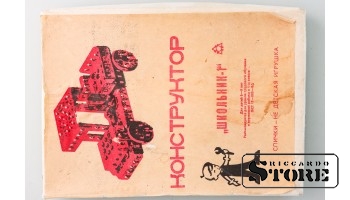 КОНСТРУКТОР
„ШКОЛЬНИК-1"
СПИЧКИ - НЕ ДЕТСКАЯ ИГРУШКА
RICCARDO
STORE